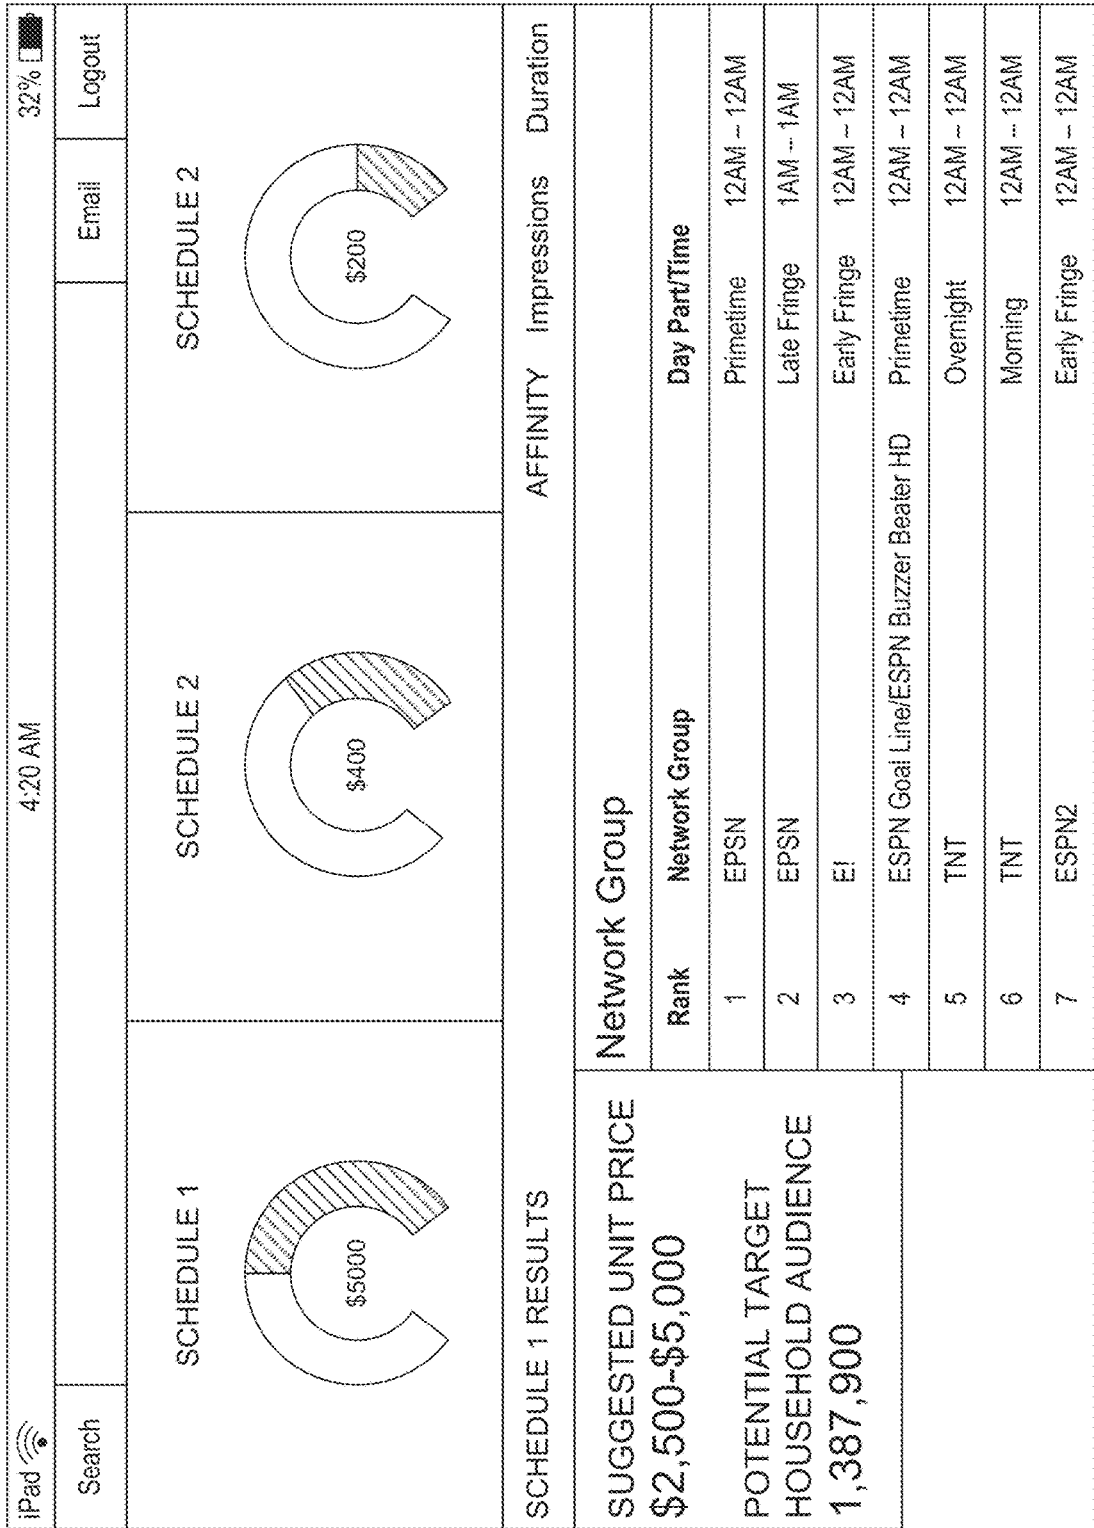 iPad 4:20 AM 32%
Search Email Logout
SCHEDULE 1 SCHEDULE 2 SCHEDULE 2
$5000 $400 $200
SCHEDULE 1 RESULTS AFFINITY Impressions Duration
SUGGESTED UNIT PRICE
$2,500-$5,000
POTENTIAL TARGET
HOUSEHOLD AUDIENCE
1,387,900
Network Group
Rank Network Group Day Part/Time
1 EPSN Primetime 12AM – 12AM
2 EPSN Late Fringe 1AM – 1AM
3 E! Early Fringe 12AM – 12AM
4 ESPN Goal Line/ESPN Buzzer Beater HD Primetime 12AM – 12AM
5 TNT Overnight 12AM – 12AM
6 TNT Morning 12AM – 12AM
7 ESPN2 Early Fringe 12AM – 12AM